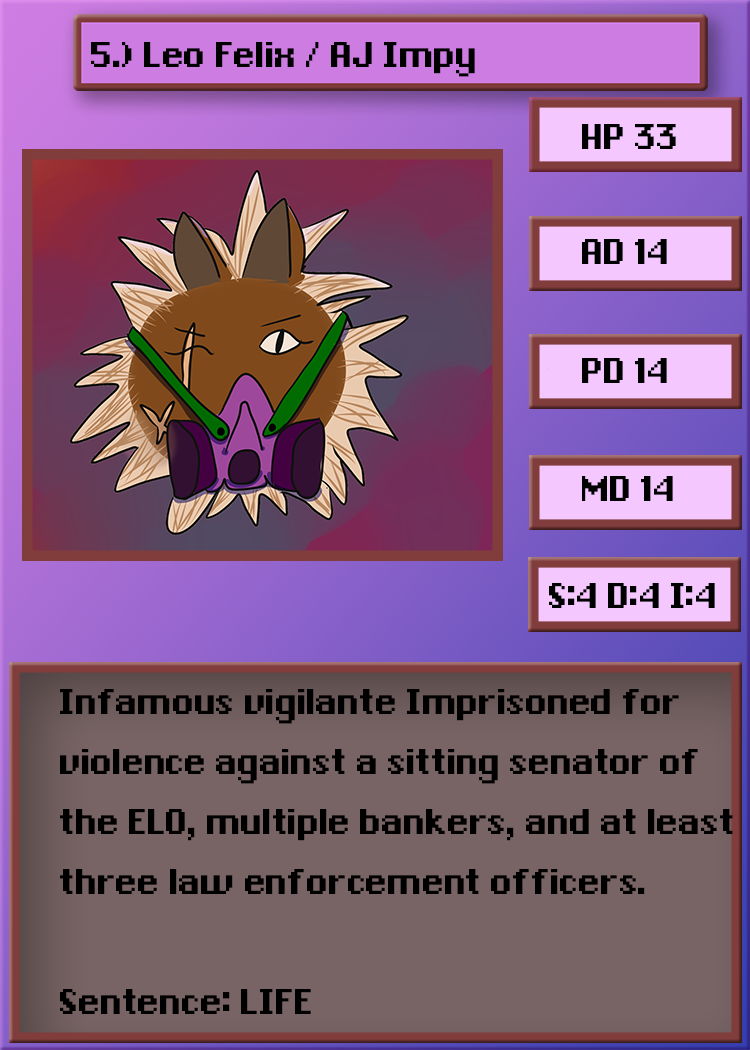 5.) Leo Felix / AJ Impy
HP 33
AD 14
PD 14
MD 14
S:4 D:4 I:4
Infamous vigilante Imprisoned for
violence against a sitting senator of
the ELO, multiple bankers, and at least
three law enforcement officers.
Sentence: LIFE